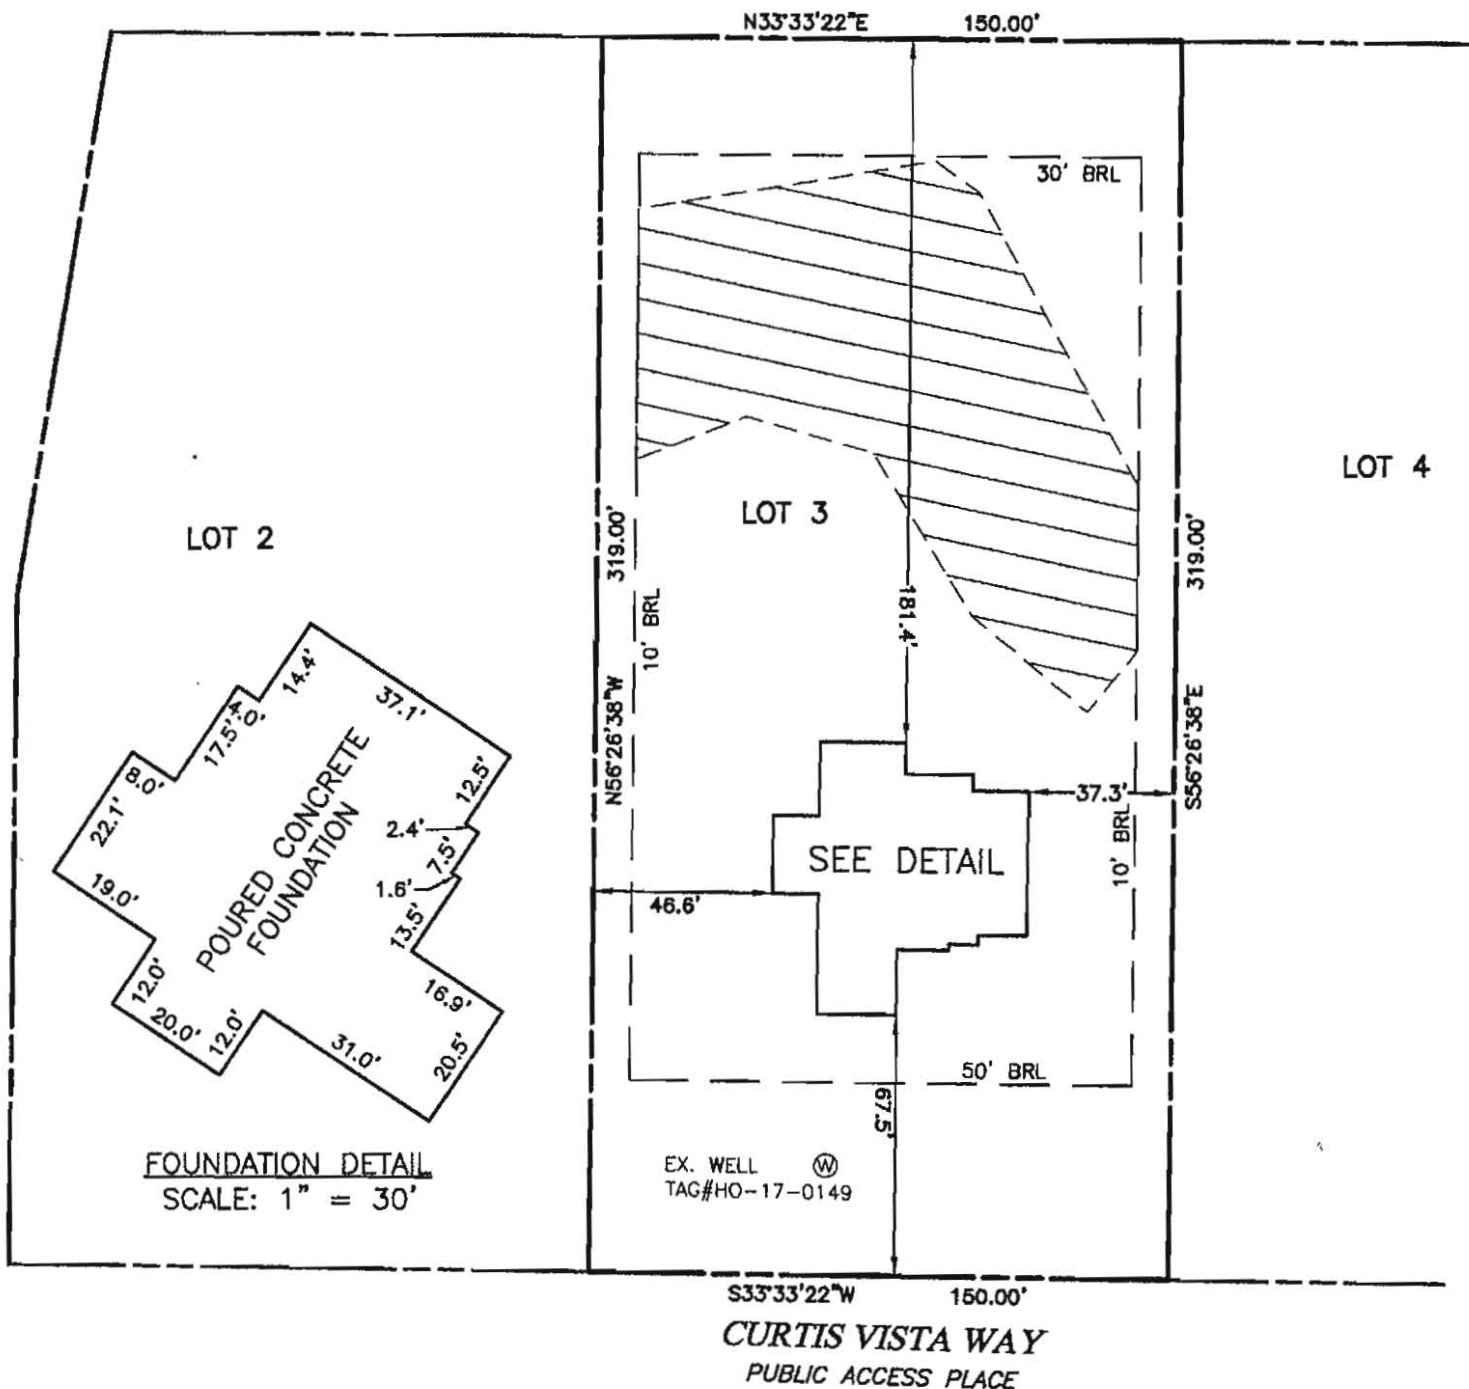 N33°33'22"E 150.00'
30' BRL
LOT 4
LOT 3
LOT 2
319.00'
319.00'
10' BRL
181.4'
N56°26'38"W
S56°26'38"E
14.4'
37.1'
4.0'
17.5'
8.0'
12.5'
22.1'
2.4'
7.5'
1.6'
19.0'
13.5'
POURED CONCRETE
FOUNDATION
12.0'
16.9'
20.0'
12.0'
31.0'
20.5'
37.3'
SEE DETAIL
10' BRL
46.6'
50' BRL
67.5'
FOUNDATION DETAIL
SCALE: 1" = 30'
EX. WELL W
TAG#HO-17-0149
S33°33'22"W 150.00'
CURTIS VISTA WAY
PUBLIC ACCESS PLACE